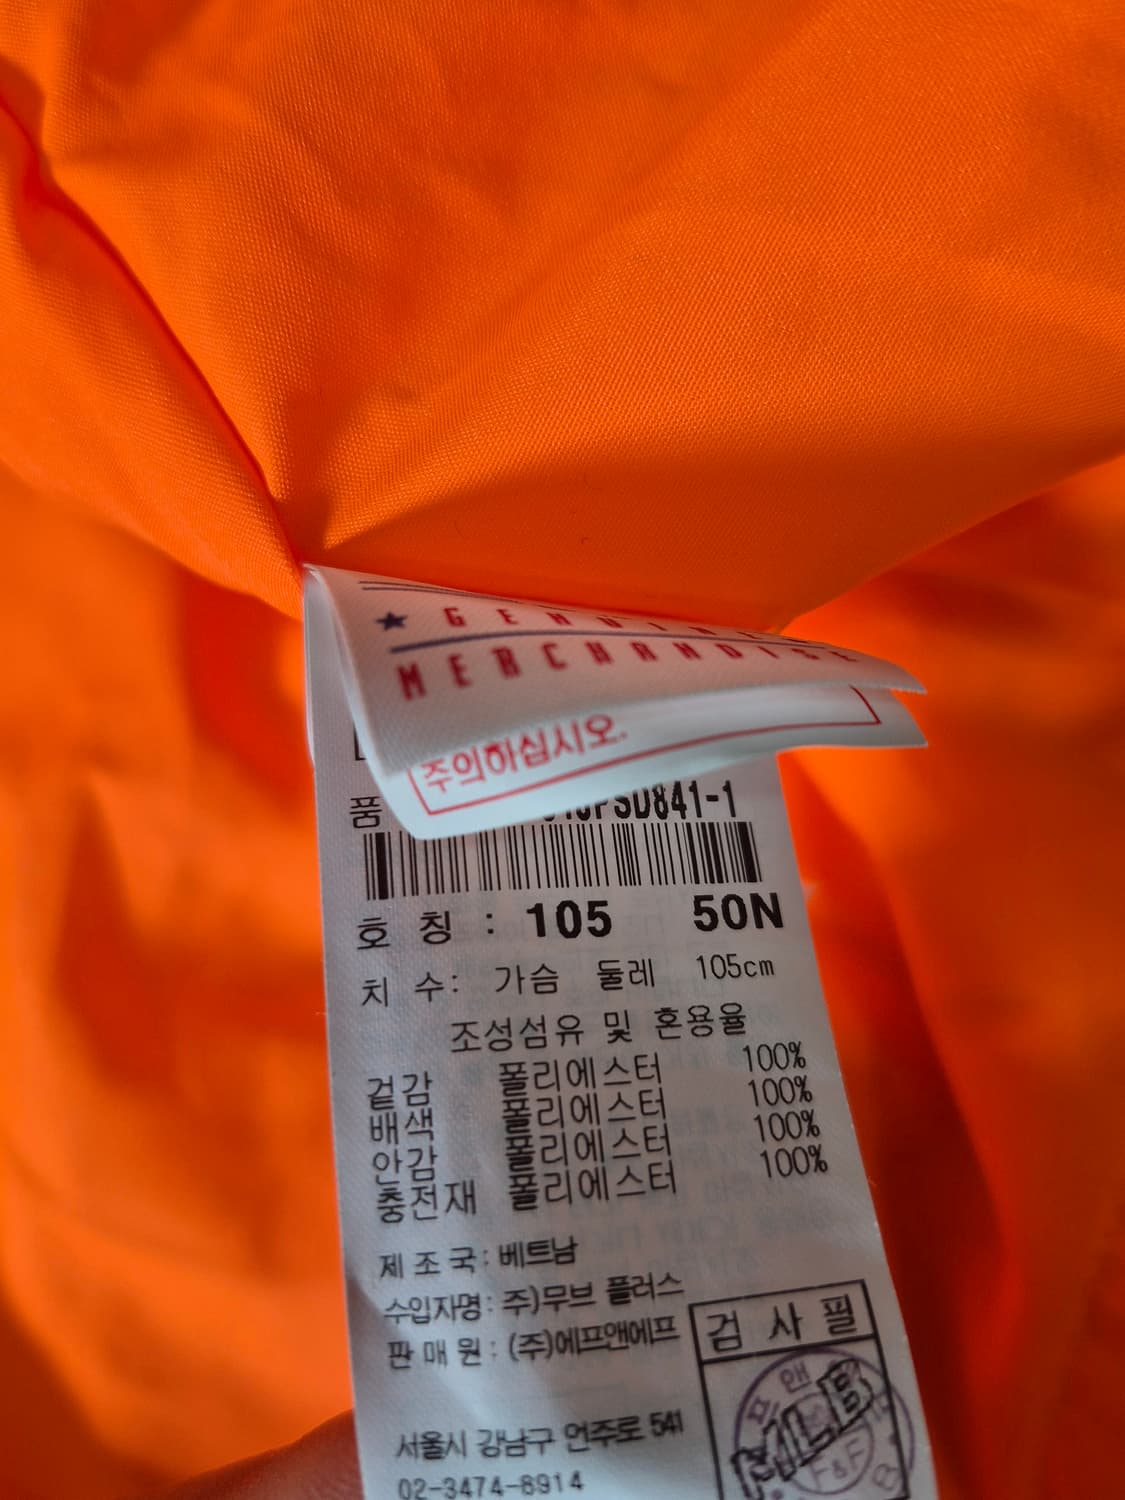 ★ GENUINE
MERCHANDISE
주의하십시오.
품
PSD841-1
호 칭 : 105 50N
치 수: 가슴 둘레 105cm
조성섬유 및 혼용율
겉감 폴리에스터 100%
배색 폴리에스터 100%
안감 폴리에스터 100%
충전재 폴리에스터 100%
제 조 국: 베트남
수입자명: 주)무브 플러스
판 매 원: (주)에프앤에프
검 사 필
MLB
F&F
서울시 강남구 언주로 541
02-3474-8914